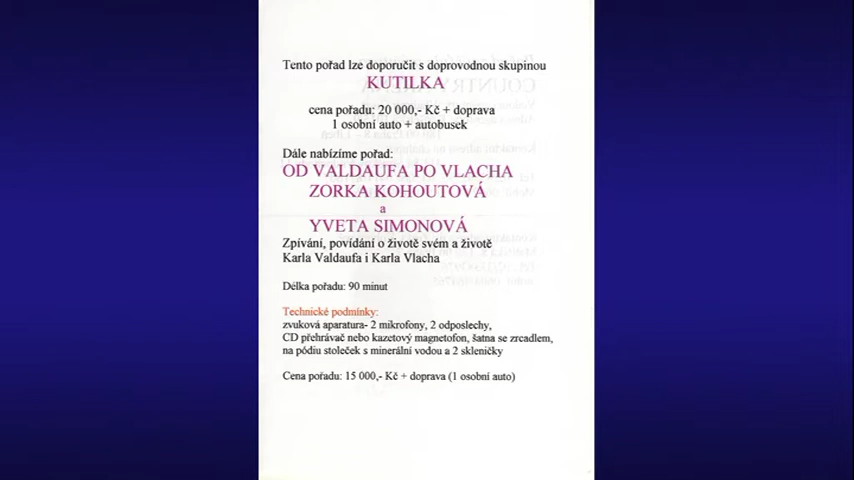 Tento pořad lze doporučit s doprovodnou skupinou
KUTILKA
cena pořadu: 20 000,- Kč + doprava
1 osobní auto + autobusek
Dále nabízíme pořad:
OD VALDAUFA PO VLACHA
ZORKA KOHOUTOVÁ
a
YVETA SIMONOVÁ
Zpívání, povídání o životě svém a životě
Karla Valdaufa i Karla Vlacha
Délka pořadu: 90 minut
Technické podmínky:
zvuková aparatura- 2 mikrofony, 2 odposlechy,
CD přehrávač nebo kazetový magnetofon, šatna se zrcadlem,
na pódiu stoleček s minerální vodou a 2 skleničky
Cena pořadu: 15 000,- Kč + doprava (1 osobní auto)